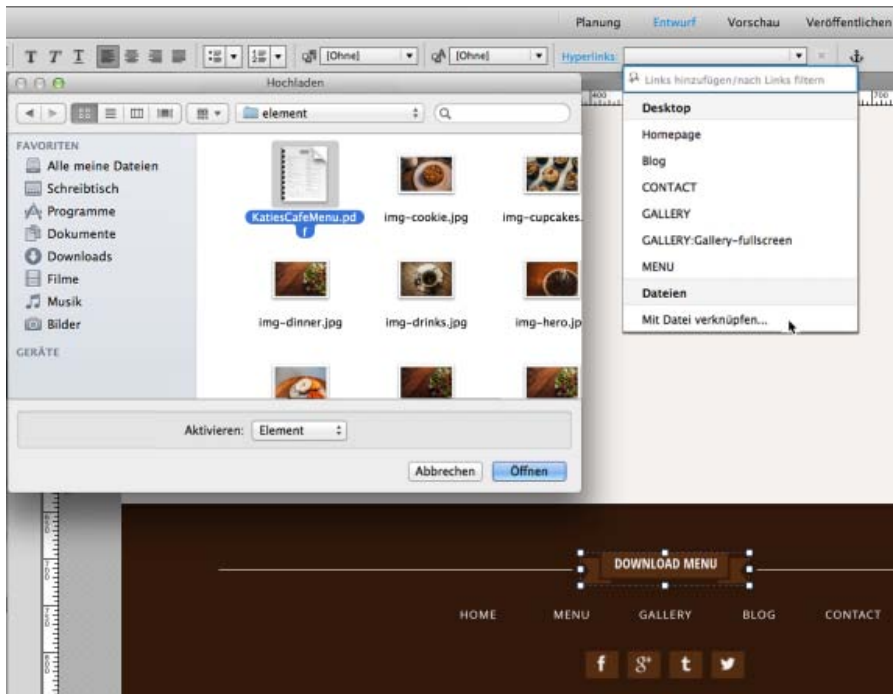 Planung Entwurf Vorschau Veröffentlichen
T T T [Ohne] [Ohne] Hyperlinks:
Hochladen
element
FAVORITEN
Alle meine Dateien
Schreibtisch
Programme
Dokumente
Downloads
Filme
Musik
Bilder
GERÄTE
KatiesCafeMenu.pd
f
img-cookie.jpg
img-cupcakes.
img-dinner.jpg
img-drinks.jpg
img-hero.jp
Aktivieren: Element
Abbrechen Öffnen
Links hinzufügen/nach Links filtern
Desktop
Homepage
Blog
CONTACT
GALLERY
GALLERY:Gallery-fullscreen
MENU
Dateien
Mit Datei verknüpfen...
DOWNLOAD MENU
HOME MENU GALLERY BLOG CONTACT